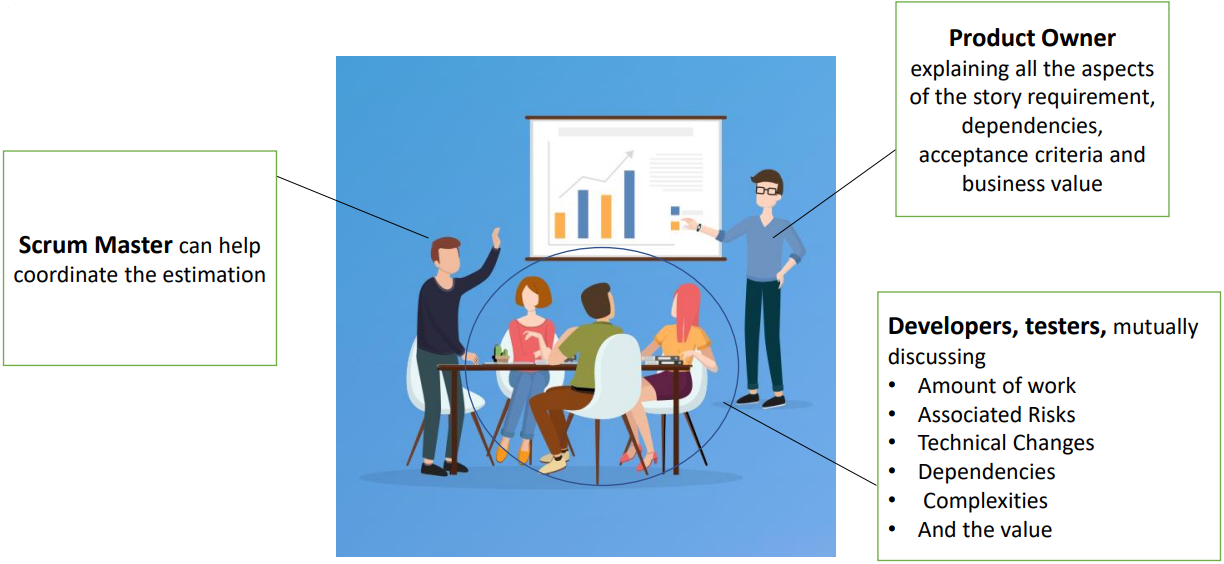 Product Owner
explaining all the aspects
of the story requirement,
dependencies,
acceptance criteria and
business value
Scrum Master can help
coordinate the estimation
Developers, testers, mutually
discussing
• Amount of work
• Associated Risks
• Technical Changes
• Dependencies
• Complexities
• And the value